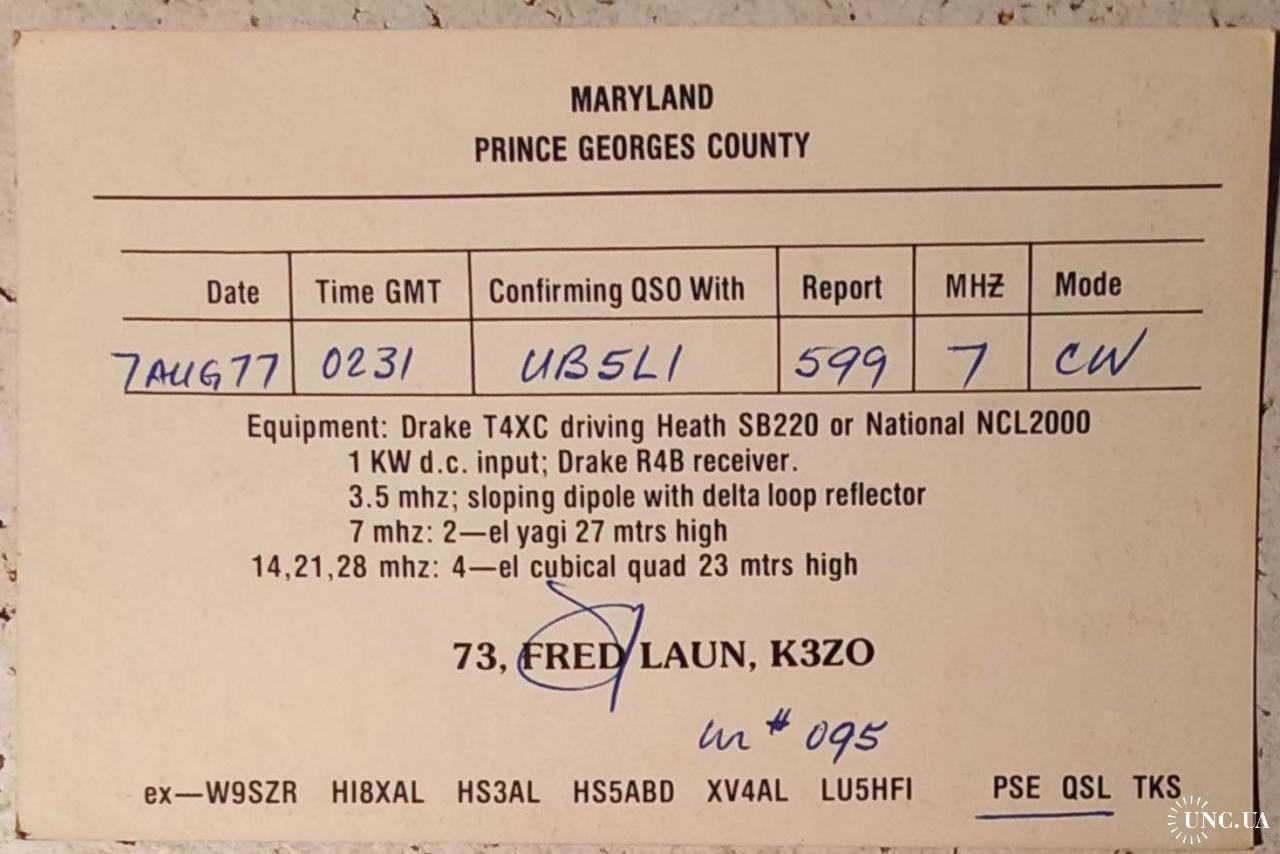 MARYLAND
PRINCE GEORGES COUNTY
Date Time GMT Confirming QSO With Report MHZ Mode
7AUG77 0231 UB5LI 599 7 CW
Equipment: Drake T4XC driving Heath SB220 or National NCL2000
1 KW d.c. input; Drake R4B receiver.
3.5 mhz; sloping dipole with delta loop reflector
7 mhz: 2—el yagi 27 mtrs high
14,21,28 mhz: 4—el cubical quad 23 mtrs high
73, FRED LAUN, K3ZO
# 095
ex—W9SZR HI8XAL HS3AL HS5ABD XV4AL LU5HFI PSE QSL TKS
UNC.UA